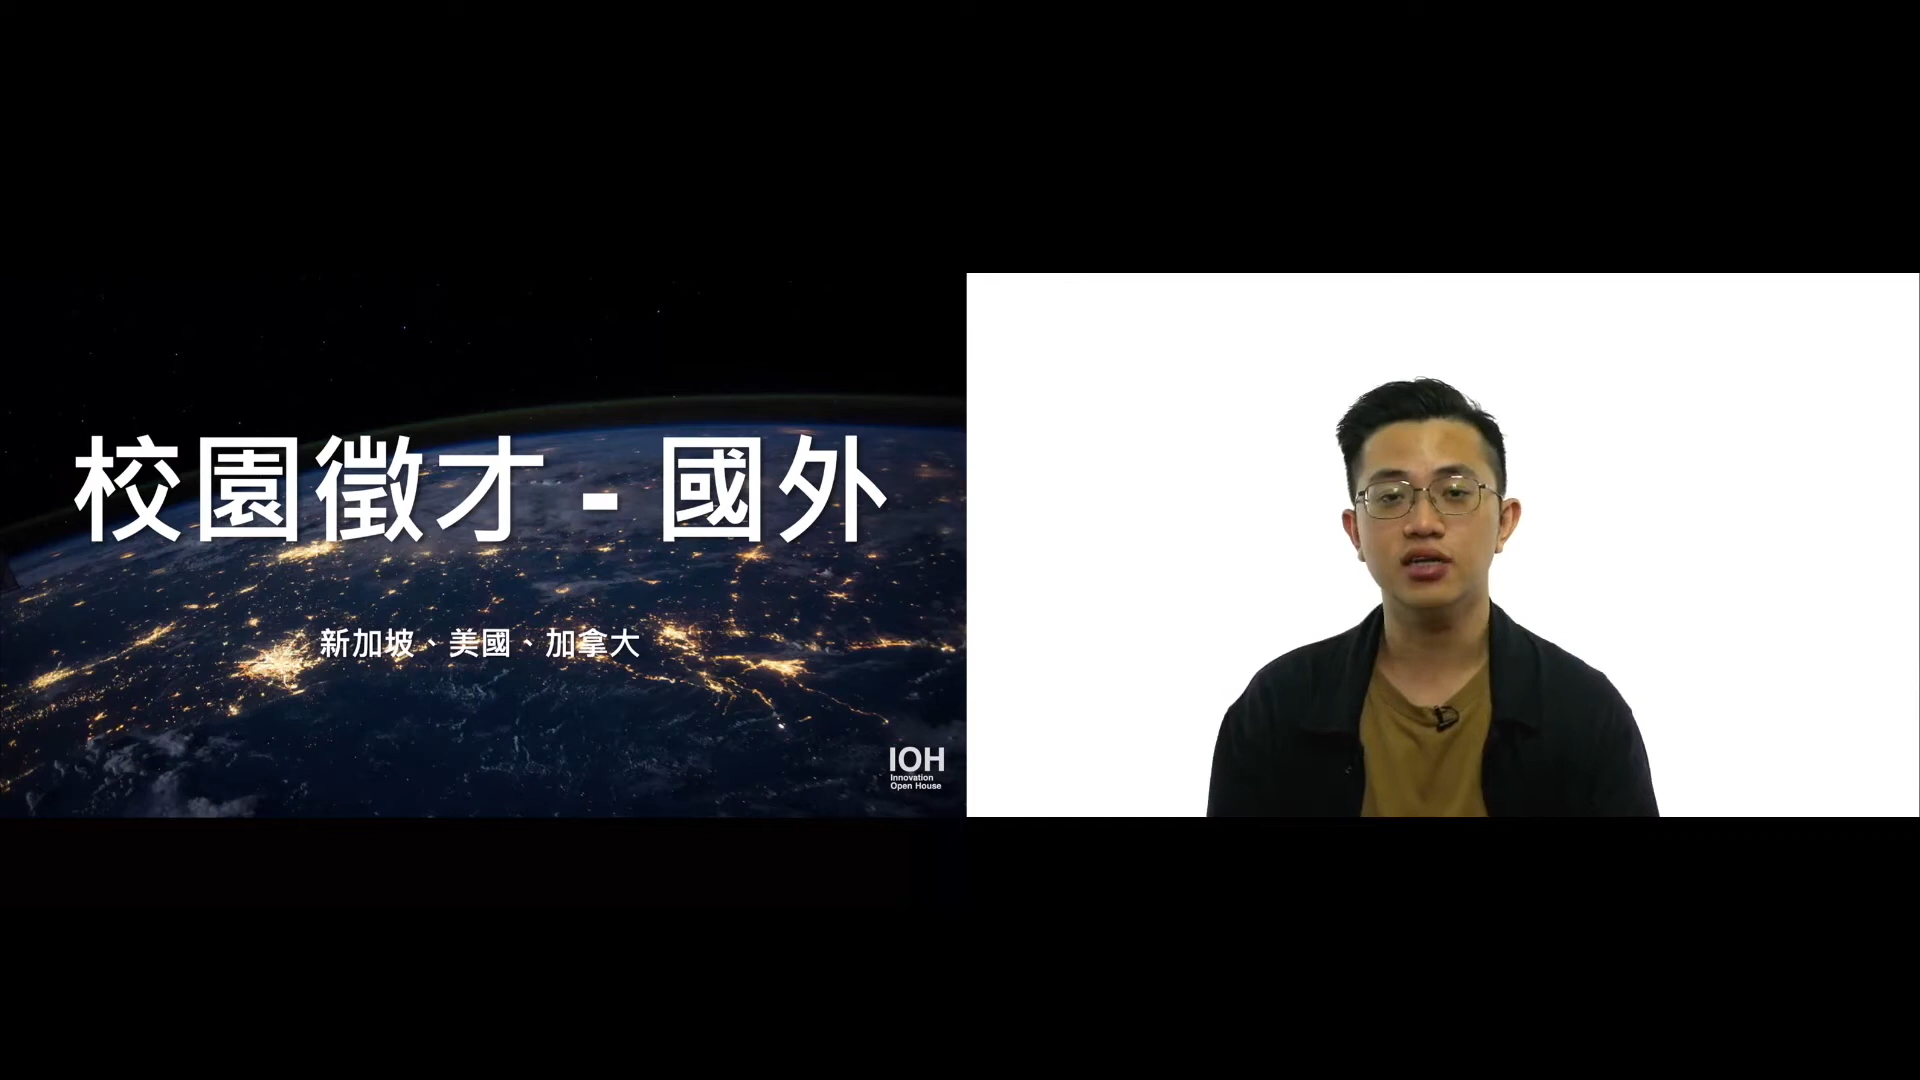 校園徵才 - 國外
新加坡、美國、加拿大
IOH
Innovation
Open House